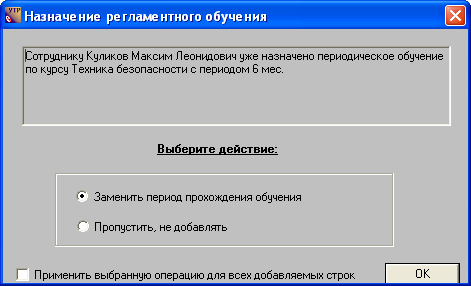 Назначение регламентного обучения
Сотруднику Куликов Максим Леонидович уже назначено периодическое обучение
по курсу Техника безопасности с периодом 6 мес.
Выберите действие:
Заменить период прохождения обучения
Пропустить, не добавлять
Применить выбранную операцию для всех добавляемых строк
OK